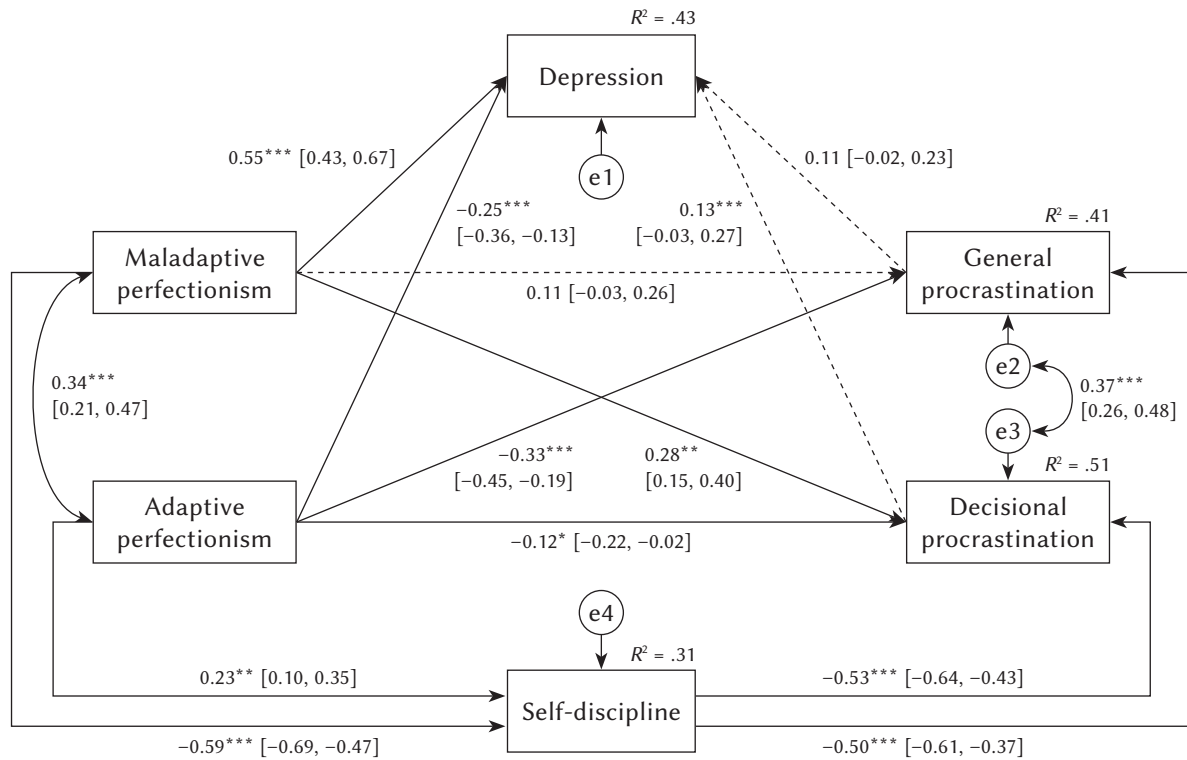 R² = .43
Depression
0.55*** [0.43, 0.67]
0.11 [−0.02, 0.23]
e1
−0.25***
[−0.36, −0.13]
0.13***
[−0.03, 0.27]
R² = .41
Maladaptive
perfectionism
General
procrastination
0.11 [−0.03, 0.26]
e2
0.34***
[0.21, 0.47]
0.37***
[0.26, 0.48]
e3
−0.33***
[−0.45, −0.19]
0.28**
[0.15, 0.40]
R² = .51
Adaptive
perfectionism
Decisional
procrastination
−0.12* [−0.22, −0.02]
e4
R² = .31
0.23** [0.10, 0.35]
−0.53*** [−0.64, −0.43]
Self-discipline
−0.59*** [−0.69, −0.47]
−0.50*** [−0.61, −0.37]